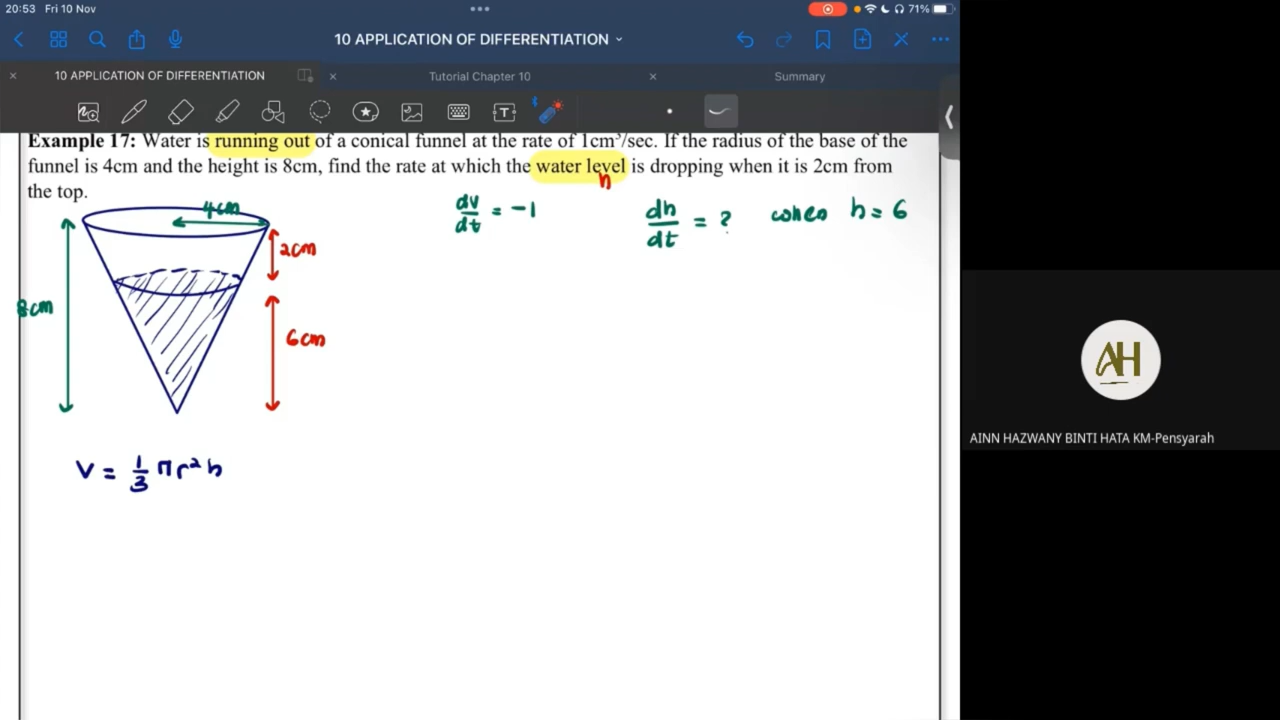 20:53 Fri 10 Nov
71%
10 APPLICATION OF DIFFERENTIATION
10 APPLICATION OF DIFFERENTIATION
Tutorial Chapter 10
Summary
Example 17: Water is running out of a conical funnel at the rate of 1cm³/sec. If the radius of the base of the
funnel is 4cm and the height is 8cm, find the rate at which the water level is dropping when it is 2cm from
the top.
h
dv/dt = -1
dh/dt = ? when h = 6
4cm
2cm
8cm
6cm
V = 1/3 πr²h
AH
AINN HAZWANY BINTI HATA KM-Pensyarah